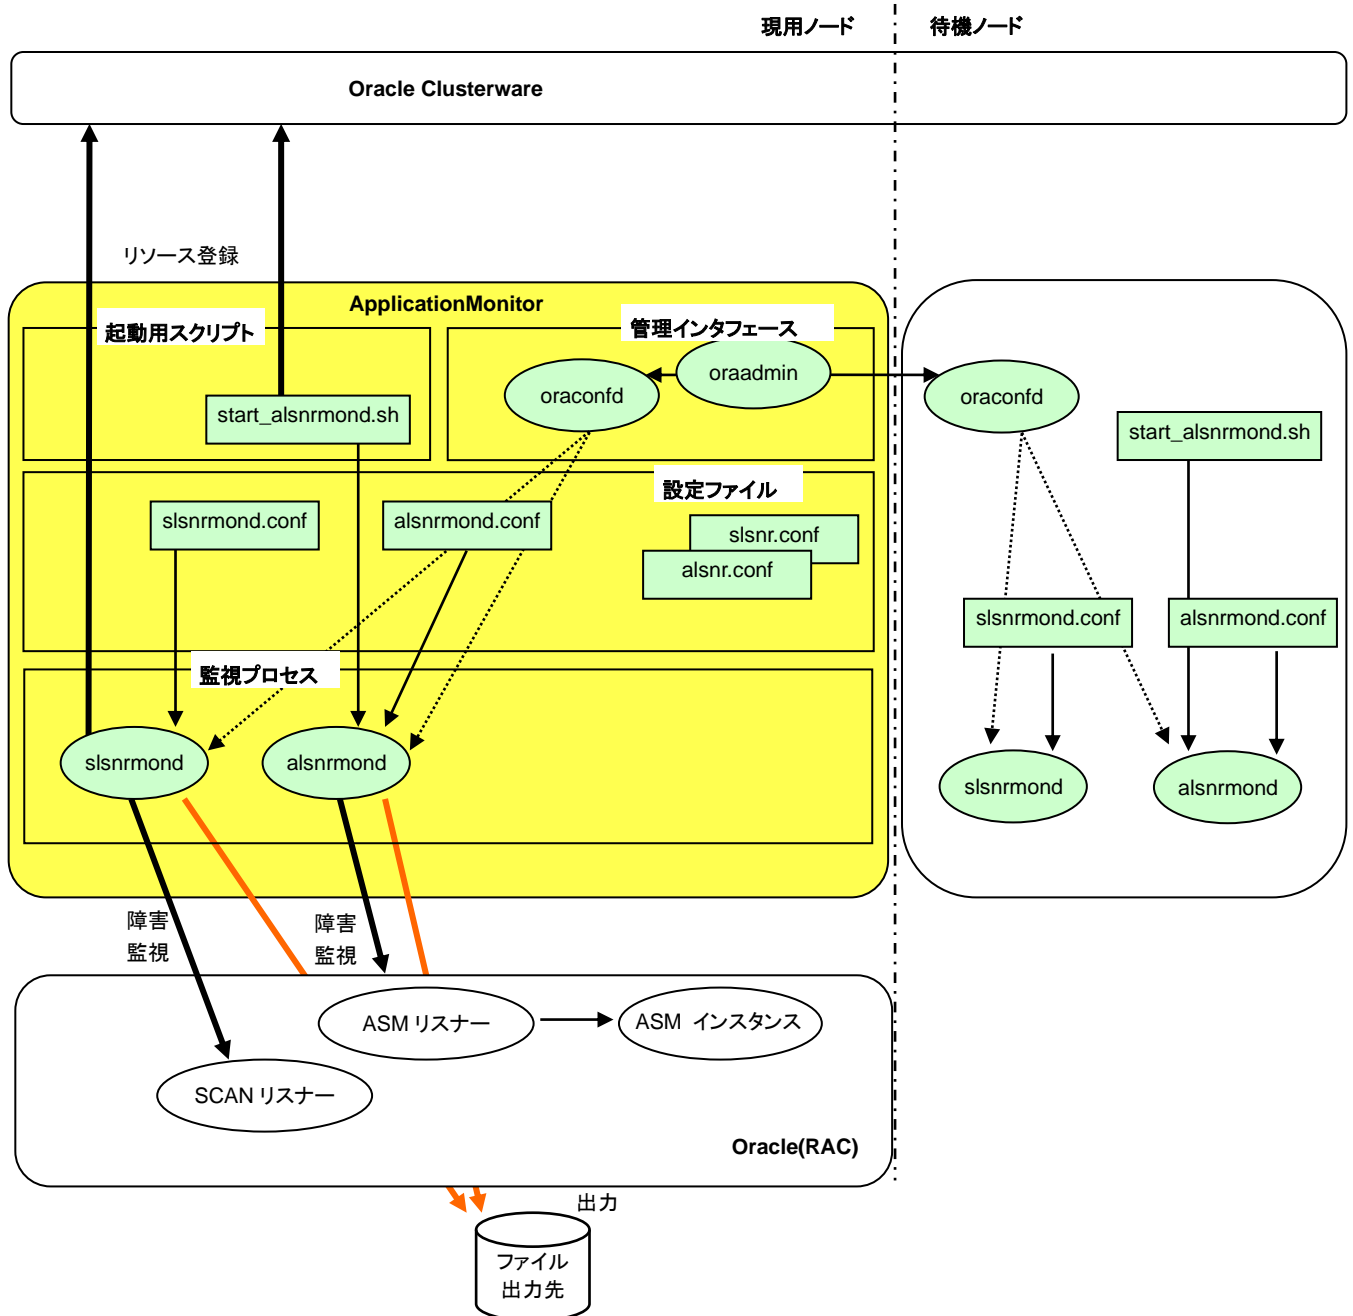 現用ノード
待機ノード
Oracle Clusterware
リソース登録
ApplicationMonitor
起動用スクリプト
管理インタフェース
oraadmin
oraconfd
start_alsnrmond.sh
設定ファイル
slsnrmond.conf
alsnrmond.conf
slsnr.conf
alsnr.conf
監視プロセス
slsnrmond
alsnrmond
oraconfd
start_alsnrmond.sh
slsnrmond.conf
alsnrmond.conf
slsnrmond
alsnrmond
障害
監視
障害
監視
ASM リスナー
ASM インスタンス
SCAN リスナー
Oracle(RAC)
出力
ファイル
出力先